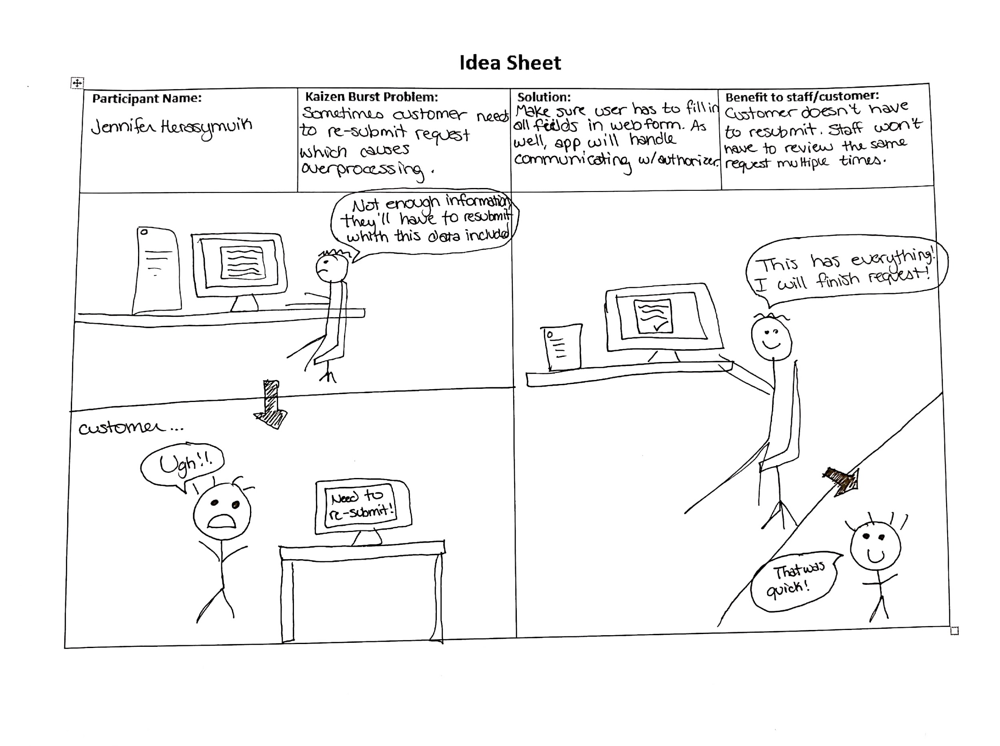 Idea Sheet
Participant Name:
Jennifer Herasymuik
Kaizen Burst Problem:
Sometimes customer needs
to re-submit request
which causes
overprocessing.
Solution:
Make sure user has to fill in
all fields in webform. As
well, app will handle
communicating w/authorizer.
Benefit to staff/customer:
Customer doesn't have
to resubmit. Staff won't
have to review the same
request multiple times.
Not enough information,
they'll have to resubmit
whith this data included
This has everything!
I will finish request!
customer...
Ugh!!
Need to
re-submit!
That was
quick!